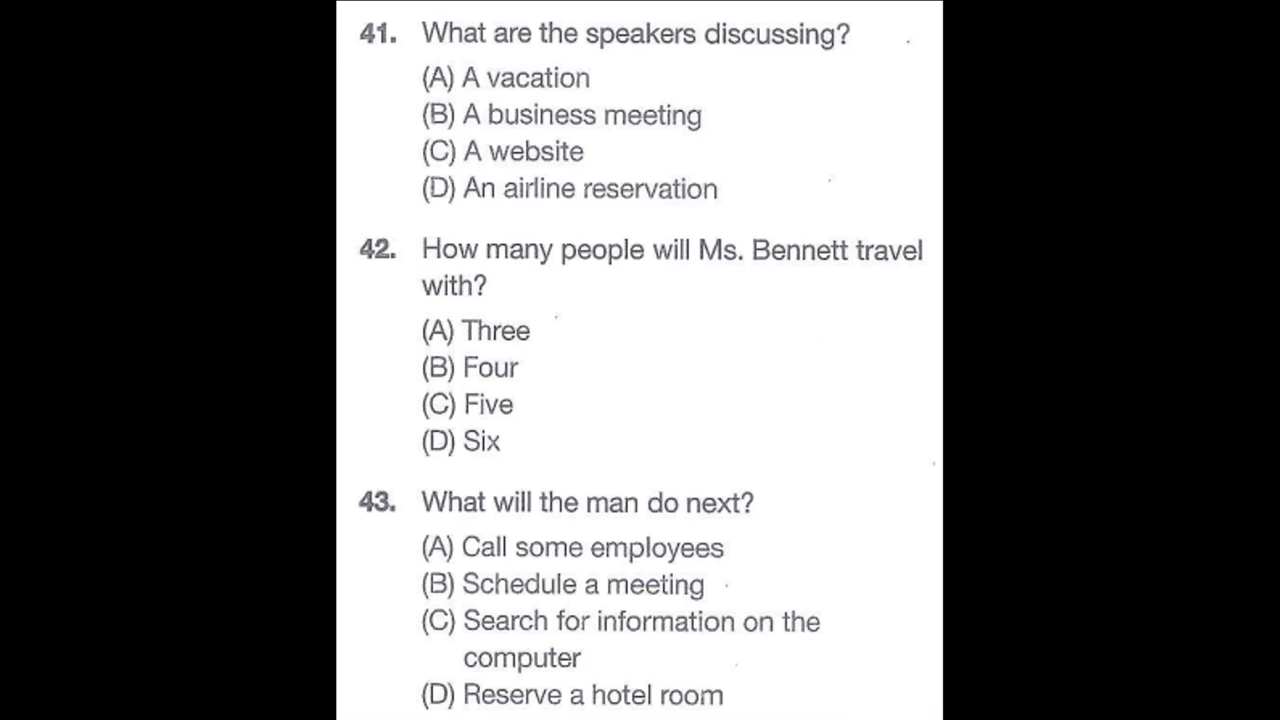 41. What are the speakers discussing?
(A) A vacation
(B) A business meeting
(C) A website
(D) An airline reservation
42. How many people will Ms. Bennett travel
with?
(A) Three
(B) Four
(C) Five
(D) Six
43. What will the man do next?
(A) Call some employees
(B) Schedule a meeting
(C) Search for information on the
computer
(D) Reserve a hotel room